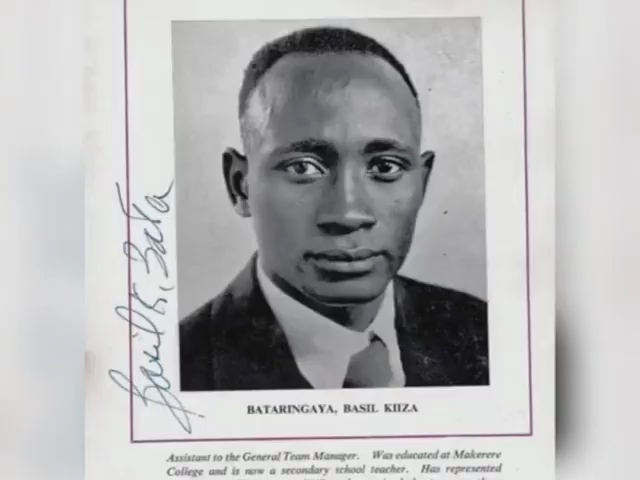 Basil K. Bata
BATARINGAYA, BASIL KIIZA
Assistant to the General Team Manager. Was educated at Makerere
College and is now a secondary school teacher. Has represented